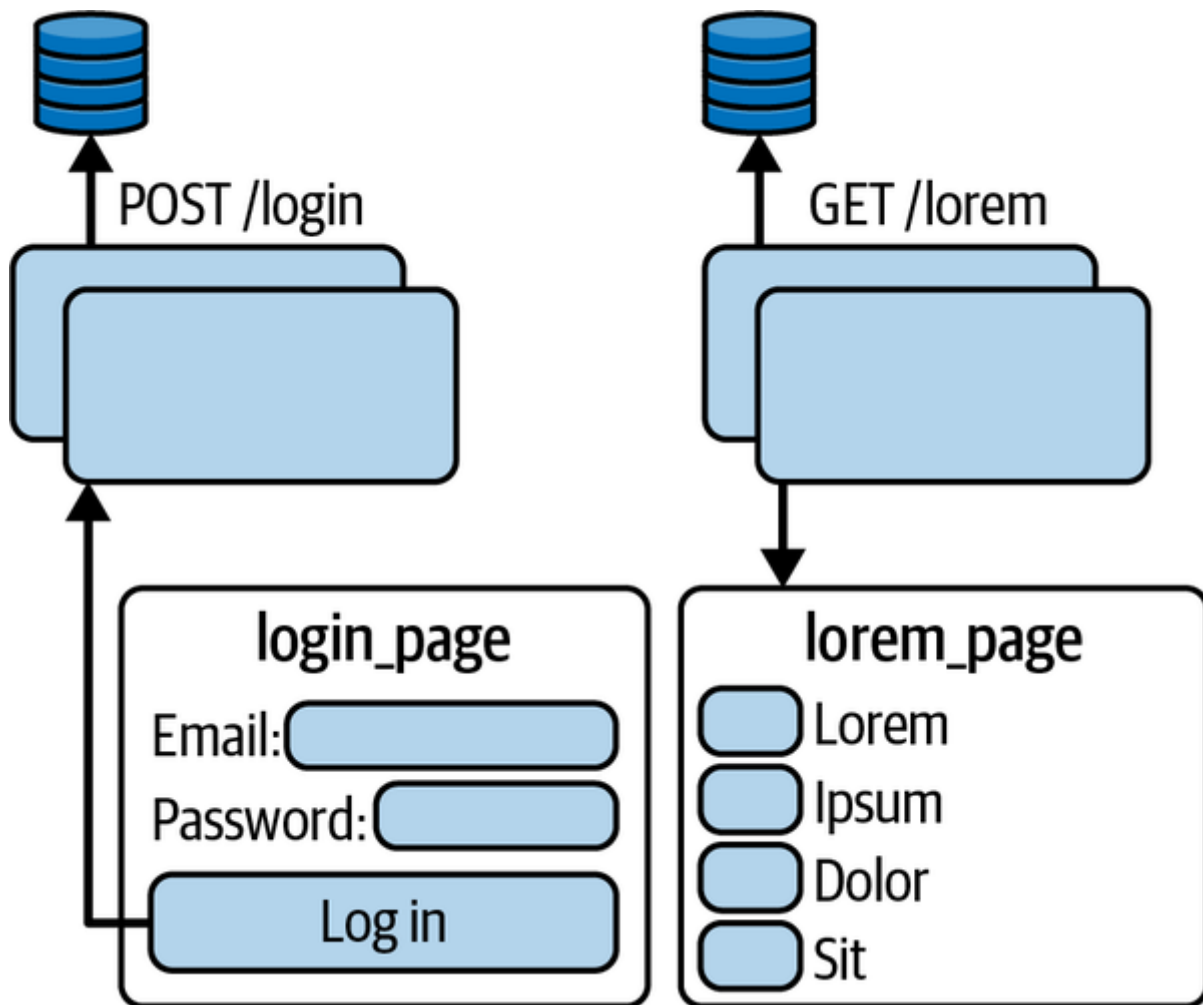 POST /login
GET /lorem
login_page
Email:
Password:
Log in
lorem_page
Lorem
Ipsum
Dolor
Sit